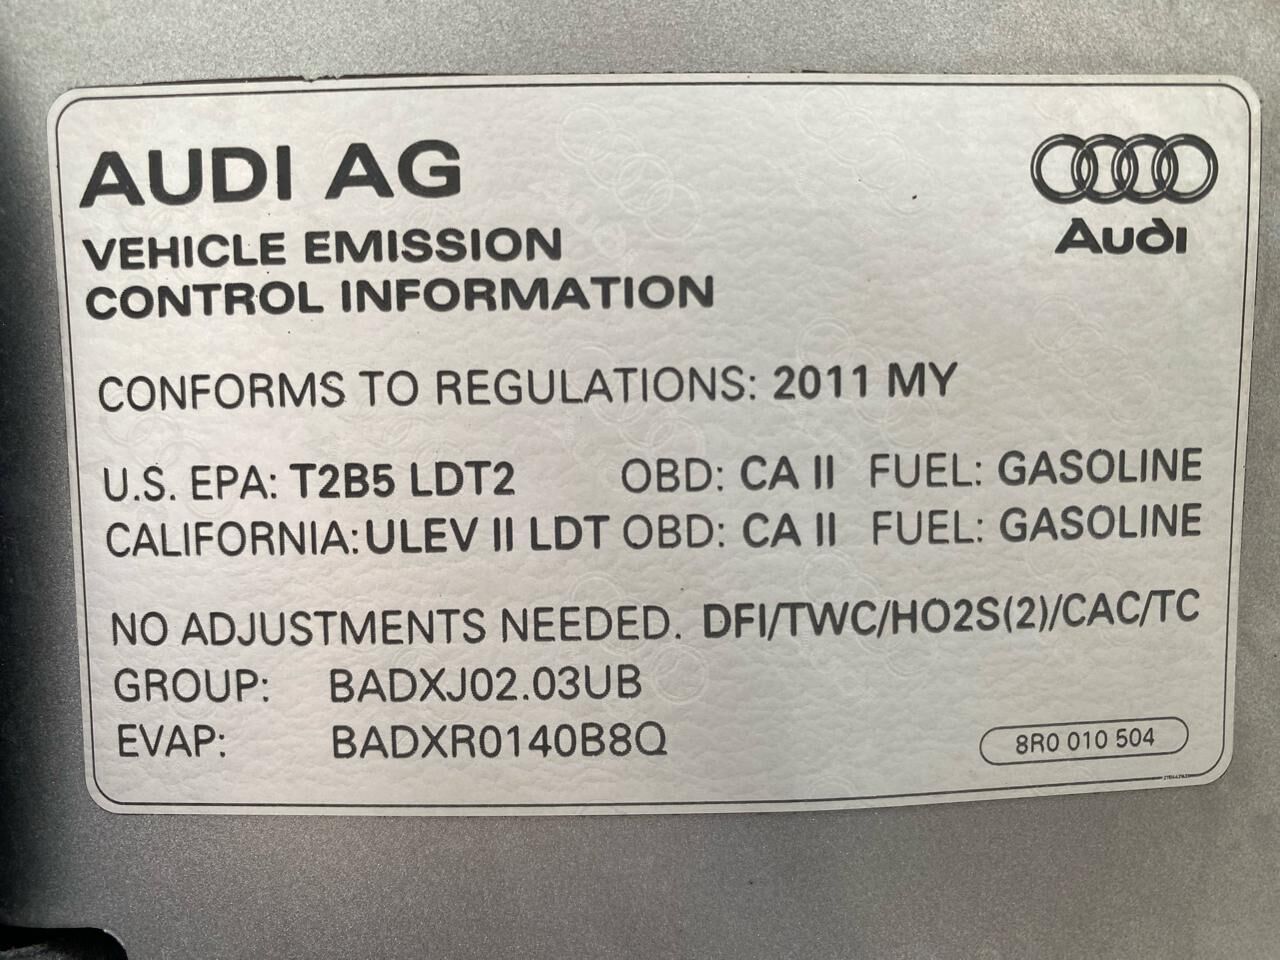 AUDI AG
Audi
VEHICLE EMISSION
CONTROL INFORMATION
CONFORMS TO REGULATIONS: 2011 MY
U.S. EPA: T2B5 LDT2 OBD: CA II FUEL: GASOLINE
CALIFORNIA: ULEV II LDT OBD: CA II FUEL: GASOLINE
NO ADJUSTMENTS NEEDED. DFI/TWC/HO2S(2)/CAC/TC
GROUP: BADXJ02.03UB
EVAP: BADXR0140B8Q
8R0 010 504